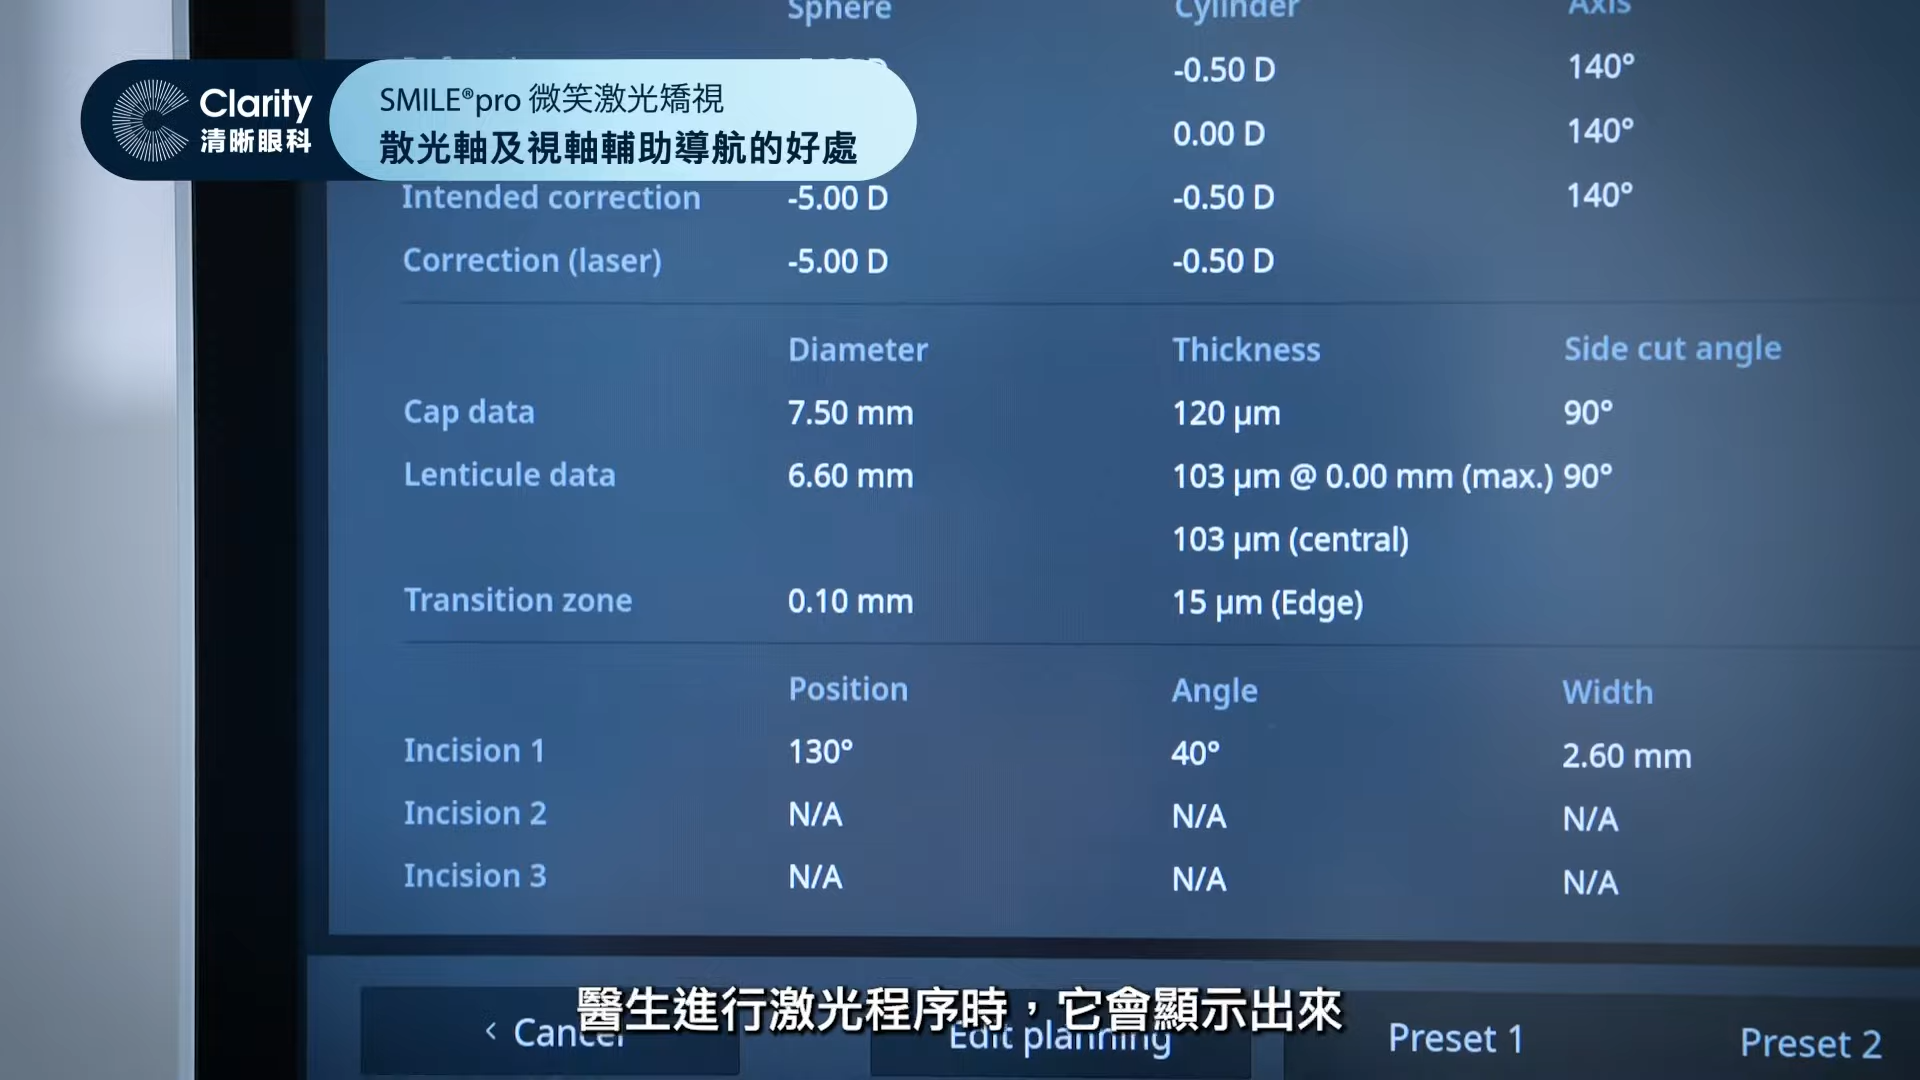 Sphere Cylinder Axis
Clarity
清晰眼科
SMILE®pro 微笑激光矯視
散光軸及視軸輔助導航的好處
-0.50 D 140°
0.00 D 140°
Intended correction -5.00 D -0.50 D 140°
Correction (laser) -5.00 D -0.50 D
Diameter Thickness Side cut angle
Cap data 7.50 mm 120 µm 90°
Lenticule data 6.60 mm 103 µm @ 0.00 mm (max.) 90°
103 µm (central)
Transition zone 0.10 mm 15 µm (Edge)
Position Angle Width
Incision 1 130° 40° 2.60 mm
Incision 2 N/A N/A N/A
Incision 3 N/A N/A N/A
醫生進行激光程序時，它會顯示出來
‹ Cancel Edit planning Preset 1 Preset 2